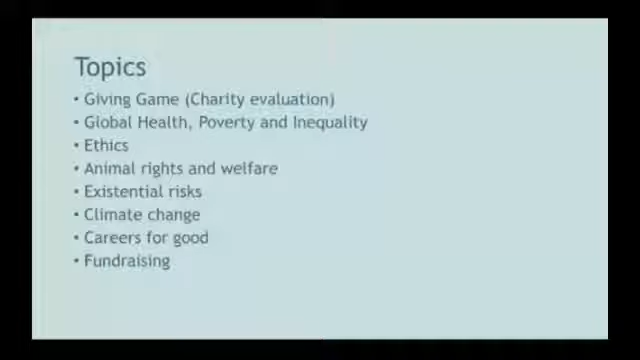 Topics
• Giving Game (Charity evaluation)
• Global Health, Poverty and Inequality
• Ethics
• Animal rights and welfare
• Existential risks
• Climate change
• Careers for good
• Fundraising